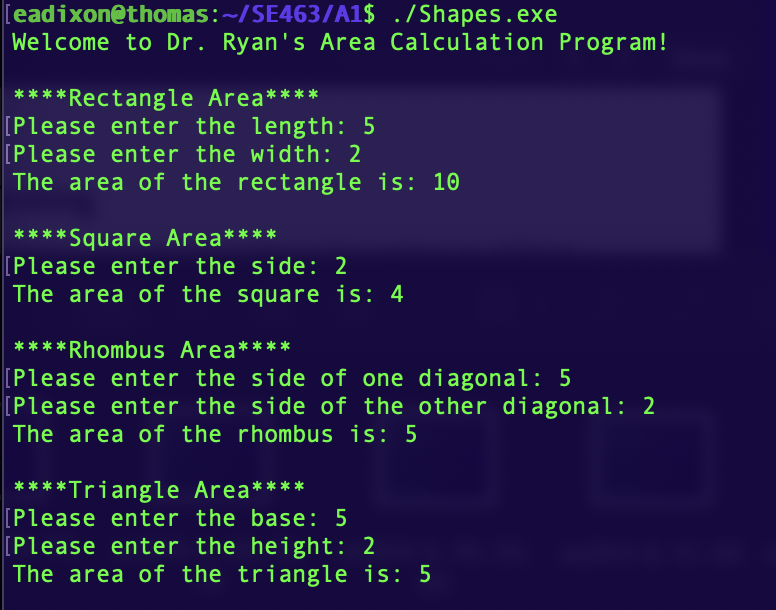 [eadixon@thomas:~/SE463/A1$ ./Shapes.exe
Welcome to Dr. Ryan's Area Calculation Program!
****Rectangle Area****
[Please enter the length: 5
[Please enter the width: 2
The area of the rectangle is: 10
****Square Area****
[Please enter the side: 2
The area of the square is: 4
****Rhombus Area****
[Please enter the side of one diagonal: 5
[Please enter the side of the other diagonal: 2
The area of the rhombus is: 5
****Triangle Area****
[Please enter the base: 5
[Please enter the height: 2
The area of the triangle is: 5